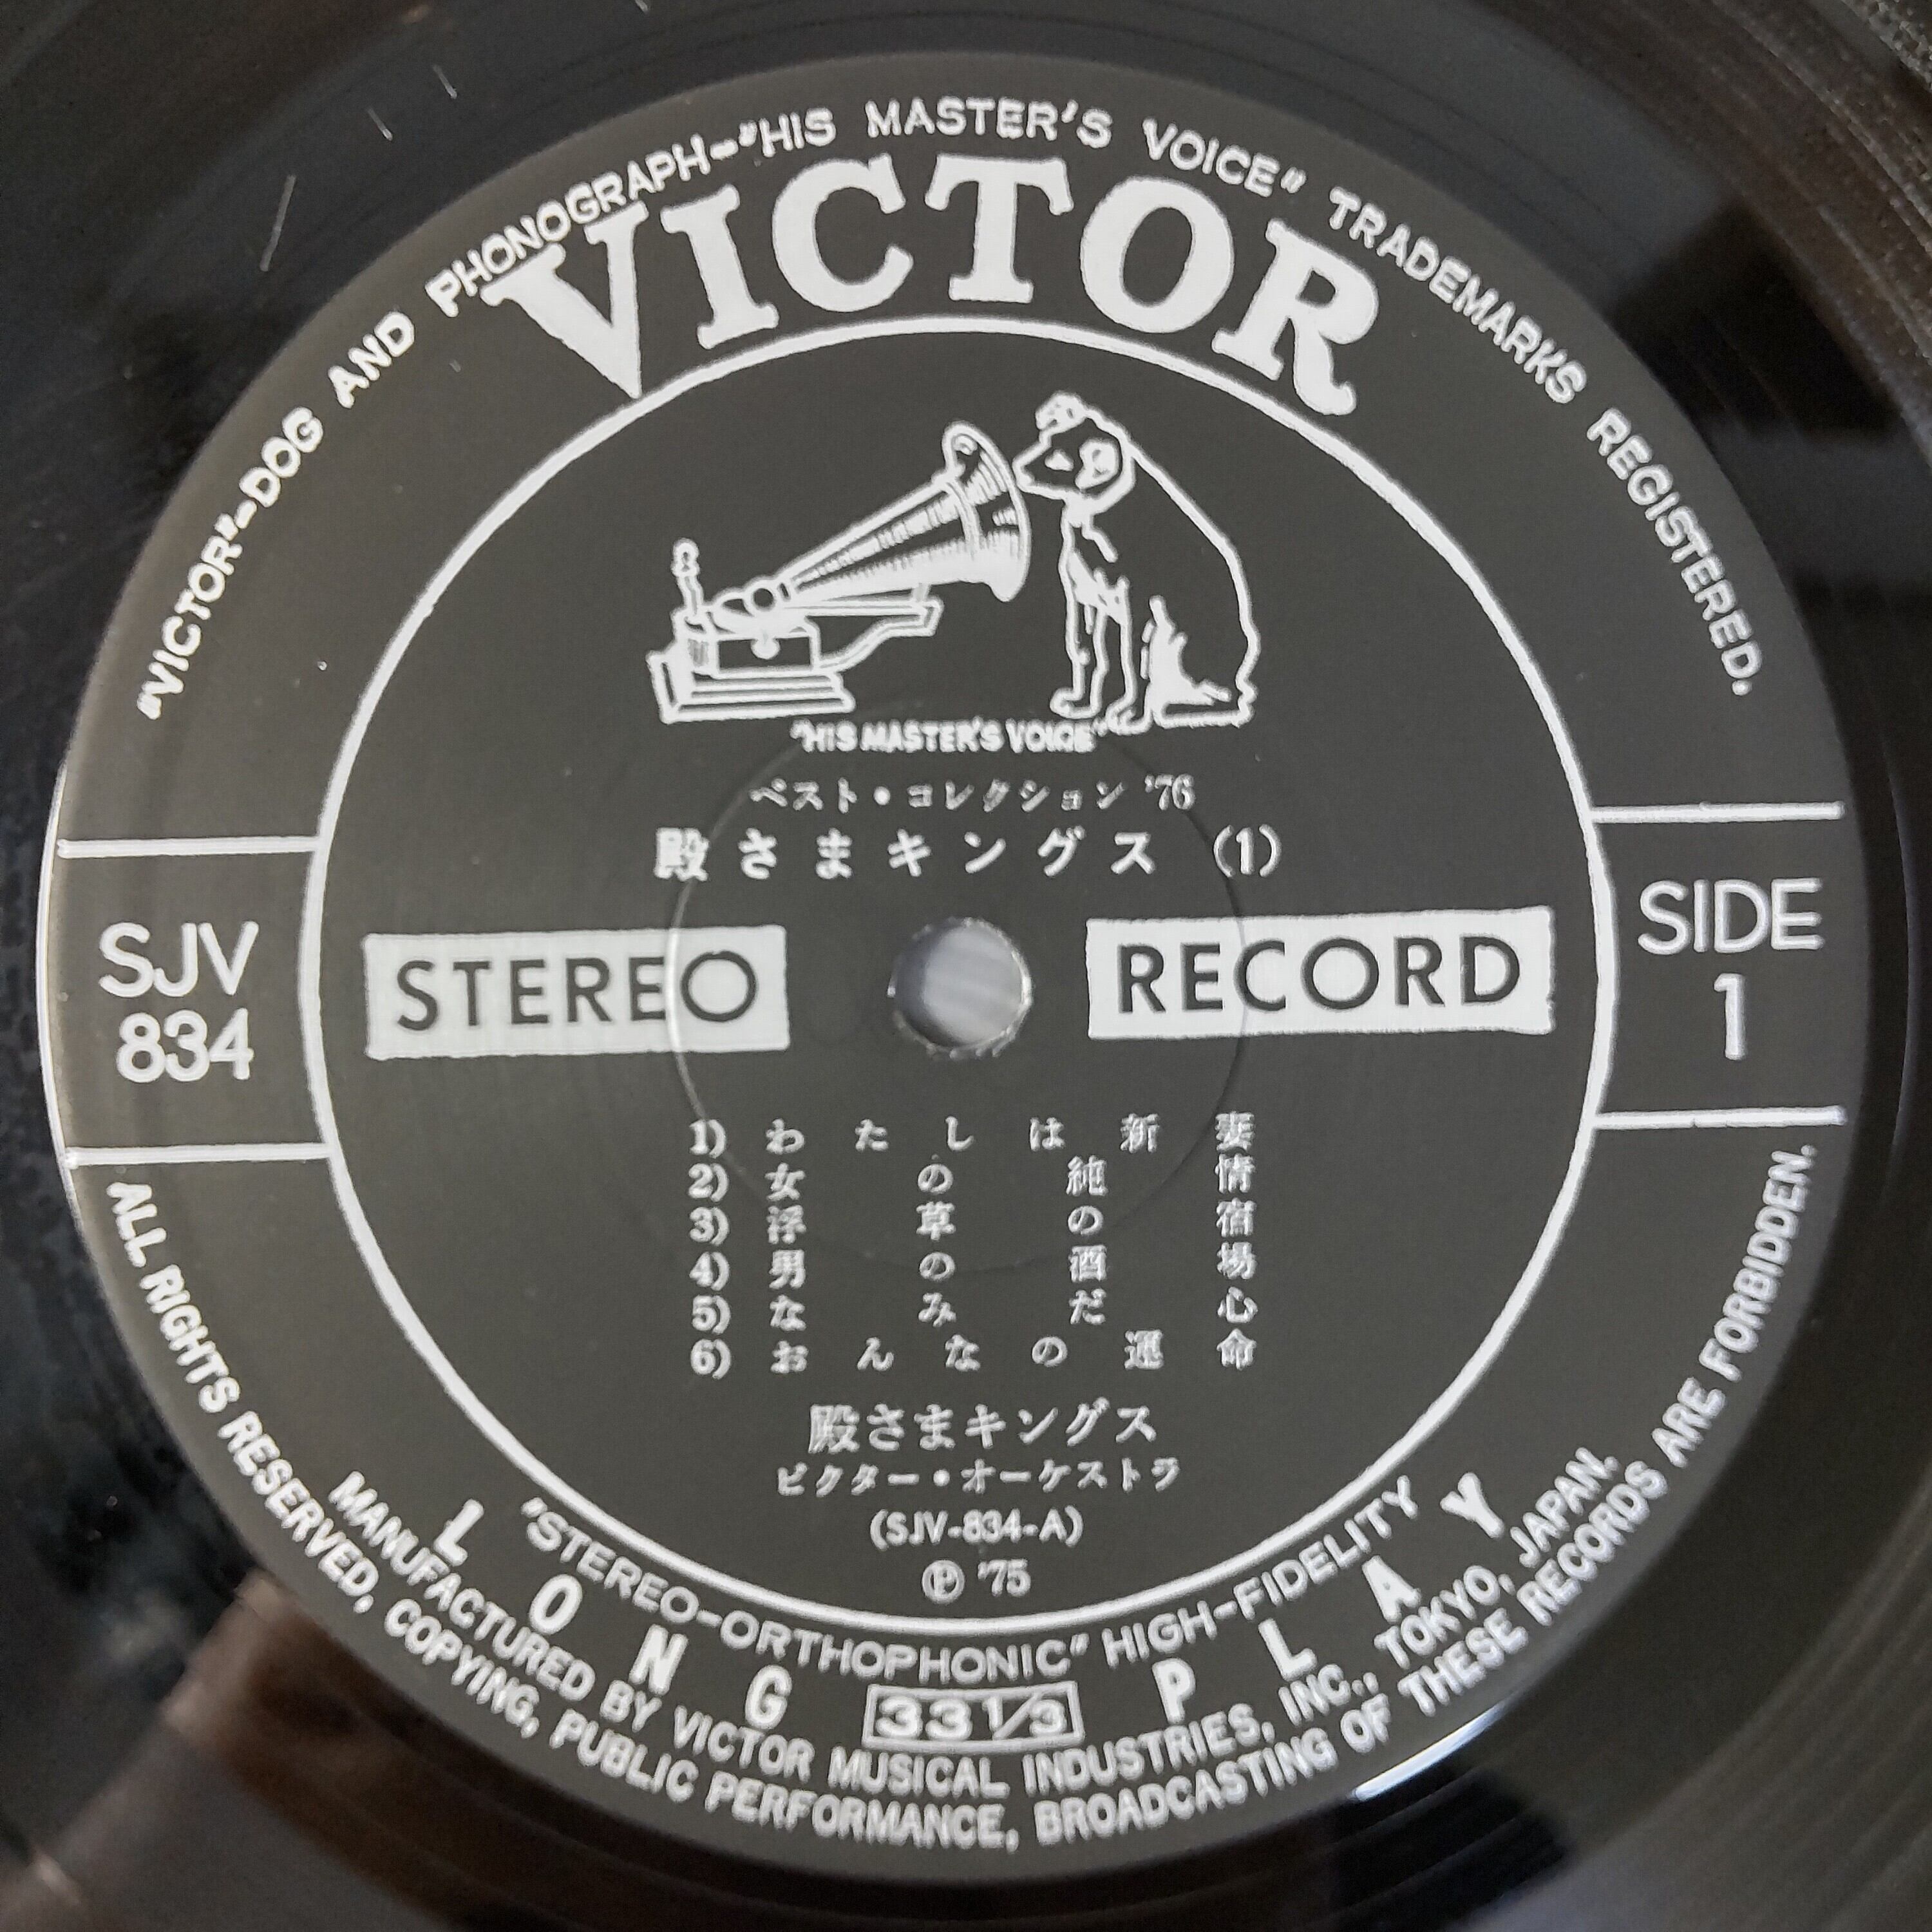 "VICTOR"-DOG AND PHONOGRAPH-"HIS MASTER'S VOICE" TRADEMARKS REGISTERED.
VICTOR
"HIS MASTER'S VOICE"
ベスト・コレクション '76
殿さまキングス (1)
SJV
834
STEREO RECORD
SIDE
1
1) わたしは新妻
2) 女の純情
3) 浮草の宿
4) 男の酒場
5) なみだ心
6) おんなの運命
殿さまキングス
ビクター・オーケストラ
(SJV-834-A)
Ⓟ '75
"STEREO-ORTHOPHONIC" HIGH-FIDELITY
LONG 33 1/3 PLAY
MANUFACTURED BY VICTOR MUSICAL INDUSTRIES, INC., TOKYO, JAPAN.
ALL RIGHTS RESERVED, COPYING, PUBLIC PERFORMANCE, BROADCASTING OF THESE RECORDS ARE FORBIDDEN.